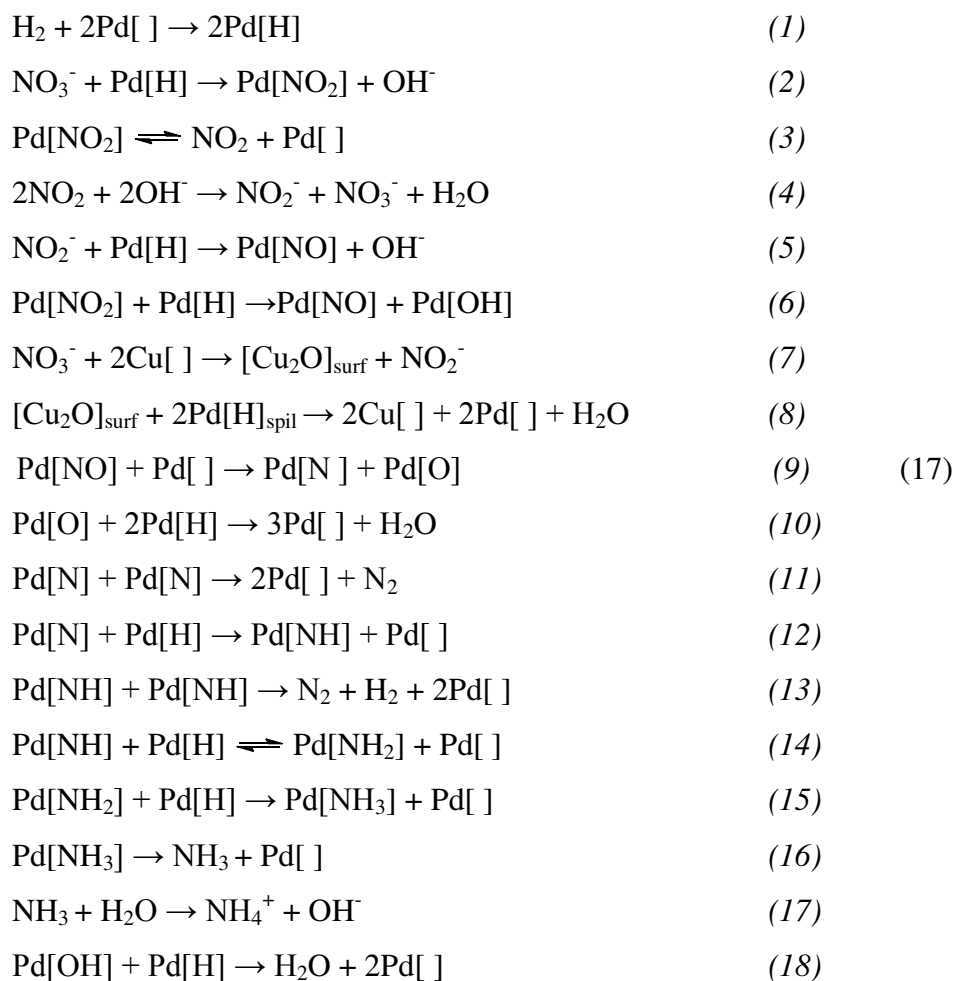 H₂ + 2Pd[ ] → 2Pd[H] (1)
NO₃⁻ + Pd[H] → Pd[NO₂] + OH⁻ (2)
Pd[NO₂] ⇌ NO₂ + Pd[ ] (3)
2NO₂ + 2OH⁻ → NO₂⁻ + NO₃⁻ + H₂O (4)
NO₂⁻ + Pd[H] → Pd[NO] + OH⁻ (5)
Pd[NO₂] + Pd[H] →Pd[NO] + Pd[OH] (6)
NO₃⁻ + 2Cu[ ] → [Cu₂O]surf + NO₂⁻ (7)
[Cu₂O]surf + 2Pd[H]spil → 2Cu[ ] + 2Pd[ ] + H₂O (8)
Pd[NO] + Pd[ ] → Pd[N ] + Pd[O] (9) (17)
Pd[O] + 2Pd[H] → 3Pd[ ] + H₂O (10)
Pd[N] + Pd[N] → 2Pd[ ] + N₂ (11)
Pd[N] + Pd[H] → Pd[NH] + Pd[ ] (12)
Pd[NH] + Pd[NH] → N₂ + H₂ + 2Pd[ ] (13)
Pd[NH] + Pd[H] ⇌ Pd[NH₂] + Pd[ ] (14)
Pd[NH₂] + Pd[H] → Pd[NH₃] + Pd[ ] (15)
Pd[NH₃] → NH₃ + Pd[ ] (16)
NH₃ + H₂O → NH₄⁺ + OH⁻ (17)
Pd[OH] + Pd[H] → H₂O + 2Pd[ ] (18)